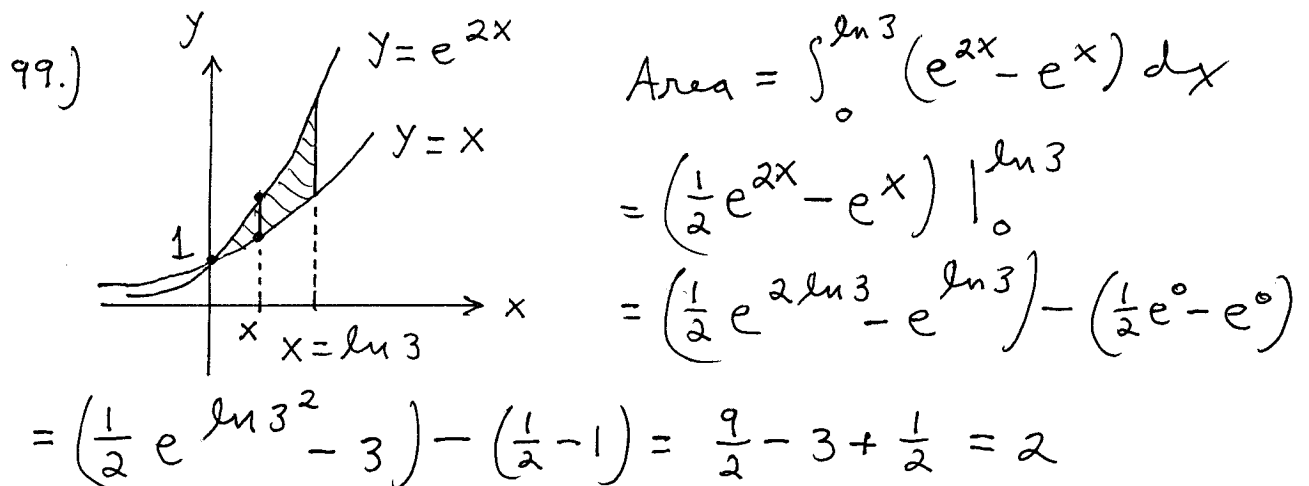 99.)
y
y = e^{2x}
y = x
1
x
x
x = ln 3
Area = ∫_0^{ln 3} (e^{2x} - e^x) dx
= (1/2 e^{2x} - e^x) |_0^{ln 3}
= (1/2 e^{2 ln 3} - e^{ln 3}) - (1/2 e^0 - e^0)
= (1/2 e^{ln 3^2} - 3) - (1/2 - 1) = 9/2 - 3 + 1/2 = 2